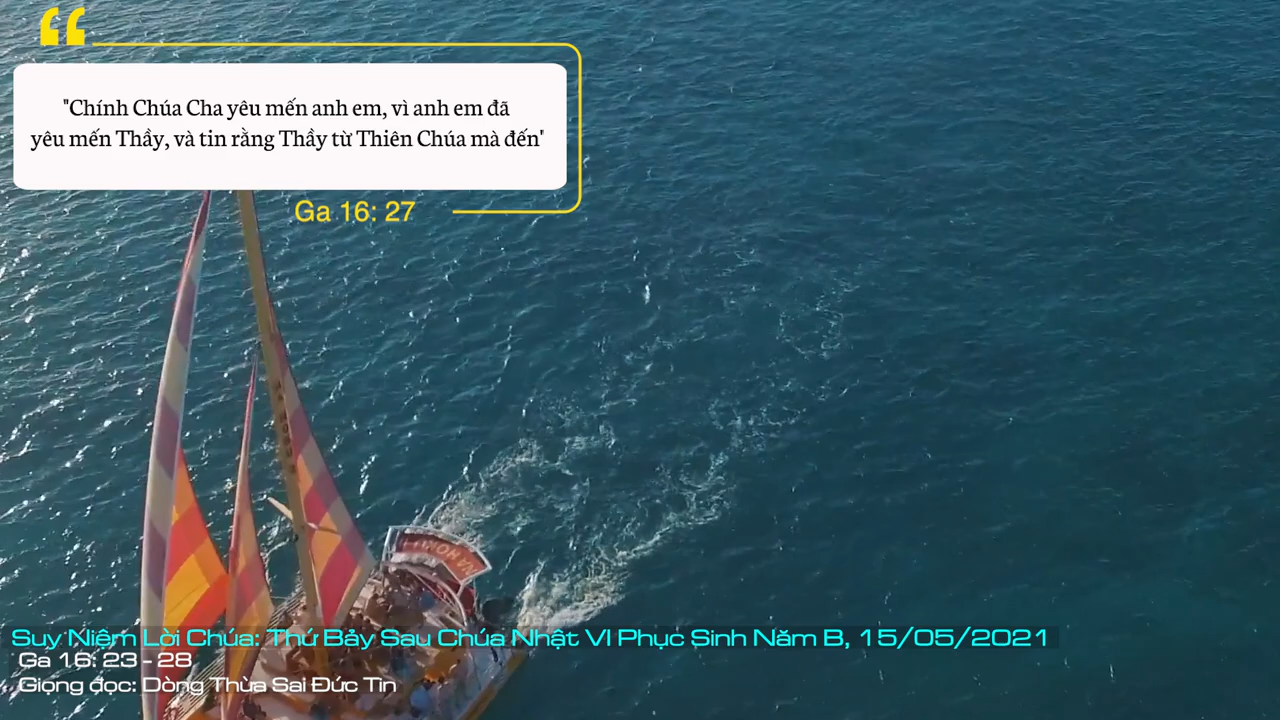 "Chính Chúa Cha yêu mến anh em, vì anh em đã
yêu mến Thầy, và tin rằng Thầy từ Thiên Chúa mà đến"
Ga 16: 27
Suy Niệm Lời Chúa: Thứ Bảy Sau Chúa Nhật VI Phục Sinh Năm B, 15/05/2021
Ga 16: 23 - 28
Giọng đọc: Dòng Thừa Sai Đức Tin